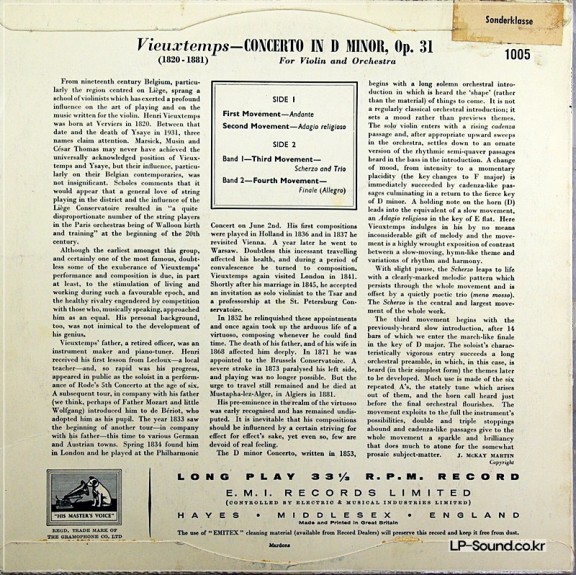 Sonderklasse
1005
Vieuxtemps—CONCERTO IN D MINOR, Op. 31
(1820-1881)
For Violin and Orchestra
From nineteenth century Belgium, particu-
larly the region centred on Liège, sprang a
school of violinists which has exerted a profound
influence on the art of playing and on the
music written for the violin. Henri Vieuxtemps
was born at Verviers in 1820. Between that
date and the death of Ysaye in 1931, three
names claim attention. Marsick, Musin and
César Thomas may never have achieved the
universally acknowledged position of Vieux-
temps and Ysaye, but their influence, particu-
larly on their Belgian contemporaries, was
not insignificant. Scholes comments that it
would appear that a general love of string
playing in the district and the influence of the
Liège Conservatoire resulted in "a quite
disproportionate number of the string players
in the Paris orchestras being of Walloon birth
and training" at the beginning of the 20th
century.
Although the earliest amongst this group,
and certainly one of the most famous, doubt-
less some of the exuberance of Vieuxtemps'
performance and composition is due, in part
at least, to the stimulation of living and
working during such a favourable epoch, and
the healthy rivalry engendered by competition
with those who, musically speaking, approached
him as an equal. His personal background,
too, was not inimical to the development of
his genius.
Vieuxtemps' father, a retired officer, was an
instrument maker and piano-tuner. Henri
received his first lesson from Lecloux—a local
teacher—and, so rapid was his progress,
appeared in public as the soloist in a perform-
ance of Rode's 5th Concerto at the age of six.
A subsequent tour, in company with his father
(we think, perhaps of Father Mozart and little
Wolfgang) introduced him to de Bériot, who
adopted him as his pupil. The year 1833 saw
the beginning of another tour—in company
with his father—this time to various German
and Austrian towns. Spring 1834 found him
in London and he played at the Philharmonic
SIDE 1
First Movement—Andante
Second Movement—Adagio religioso
SIDE 2
Band 1—Third Movement—
Scherzo and Trio
Band 2—Fourth Movement—
Finale (Allegro)
Concert on June 2nd. His first compositions
were played in Holland in 1836 and in 1837 he
revisited Vienna. A year later he went to
Warsaw. Doubtless this incessant travelling
affected his health, and during a period of
convalescence he turned to composition.
Vieuxtemps again visited London in 1841.
Shortly after his marriage in 1845, he accepted
an invitation as solo violinist to the Tsar and
a professorship at the St. Petersburg Con-
servatoire.
In 1852 he relinquished these appointments
and once again took up the arduous life of a
virtuoso, composing whenever he could find
time. The death of his father, and of his wife in
1868 affected him deeply. In 1871 he was
appointed to the Brussels Conservatoire. A
severe stroke in 1873 paralysed his left side,
and playing was no longer possible. But the
urge to travel still remained and he died at
Mustapha-lez-Alger, in Algiers in 1881.
His pre-eminence in the realm of the virtuoso
was early recognised and has remained undis-
puted. It is inevitable that his compositions
should be influenced by a certain striving for
effect for effect's sake, yet even so, few are
devoid of real feeling.
The D minor Concerto, written in 1853,
begins with a long solemn orchestral intro-
duction in which is heard the 'shape' (rather
than the material) of things to come. It is not
a regularly classical orchestral introduction; it
sets a mood rather than previews themes.
The solo violin enters with a rising cadenza
passage and, after repeated upward sweeps
in the orchestra, settles down to an ornate
version of the rhythmic semi-quaver passages
heard in the bass in the introduction. A change
of mood, from intensity to a momentary
placidity (the key changes to F major) is
immediately succeeded by cadenza-like pas-
sages culminating in a return to the fierce key
of D minor. A holding note on the horn (D)
leads into the equivalent of a slow movement,
an Adagio religioso in the key of E flat. Here
Vieuxtemps indulges in his by no means
inconsiderable gift of melody and the move-
ment is a highly wrought exposition of contrast
between a slow-moving, hymn-like theme and
variations of rhythm and harmony.
With slight pause, the Scherzo leaps to life
with a clearly-marked melodic pattern which
persists through the whole movement and is
offset by a quietly poetic trio (meno mosso).
The Scherzo is the central and largest move-
ment of the whole work.
The third movement begins with the
previously-heard slow introduction, after 14
bars of which we enter the march-like finale
in the key of D major. The soloist's charac-
teristically vigorous entry succeeds a long
orchestral preamble, in which, in this case, is
heard (in their simplest form) the themes later
to be developed. Much use is made of the six
repeated A's, the stately tune which arises
out of them, and the horn call heard just
before the final orchestral flourishes. The
movement exploits to the full the instrument's
possibilities, double and triple stoppings
abound and cadenza-like passages give to the
whole movement a sparkle and brilliancy
that does much to atone for the somewhat
prosaic subject-matter. J. McKAY MARTIN
Copyright
"HIS MASTER'S VOICE"
REGD. TRADE MARK OF
THE GRAMOPHONE CO. LTD
LONG PLAY 33⅓ R.P.M. RECORD
E.M.I. RECORDS LIMITED
(CONTROLLED BY ELECTRIC & MUSICAL INDUSTRIES LIMITED)
HAYES • MIDDLESEX • ENGLAND
Made and Printed in Great Britain
The use of "EMITEX" cleaning material (available from Record Dealers) will preserve this record and keep it free from dust.
Mardons
LP-Sound.co.kr